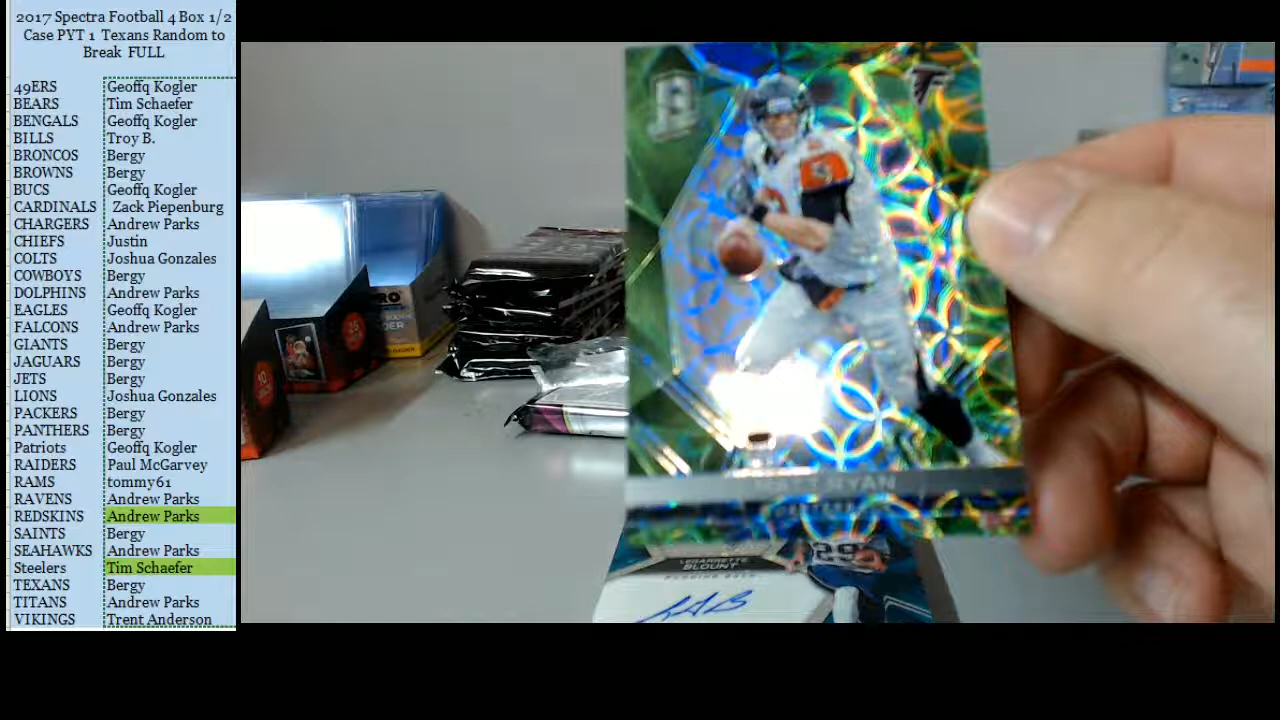 2017 Spectra Football 4 Box 1/2
Case PYT 1 Texans Random to
Break FULL
49ERS Geoffq Kogler
BEARS Tim Schaefer
BENGALS Geoffq Kogler
BILLS Troy B.
BRONCOS Bergy
BROWNS Bergy
BUCS Geoffq Kogler
CARDINALS Zack Piepenburg
CHARGERS Andrew Parks
CHIEFS Justin
COLTS Joshua Gonzales
COWBOYS Bergy
DOLPHINS Andrew Parks
EAGLES Geoffq Kogler
FALCONS Andrew Parks
GIANTS Bergy
JAGUARS Bergy
JETS Bergy
LIONS Joshua Gonzales
PACKERS Bergy
PANTHERS Bergy
Patriots Geoffq Kogler
RAIDERS Paul McGarvey
RAMS tommy61
RAVENS Andrew Parks
REDSKINS Andrew Parks
SAINTS Bergy
SEAHAWKS Andrew Parks
Steelers Tim Schaefer
TEXANS Bergy
TITANS Andrew Parks
VIKINGS Trent Anderson
RYAN
LEGARRETTE
BLOUNT
RUNNING BACK
29